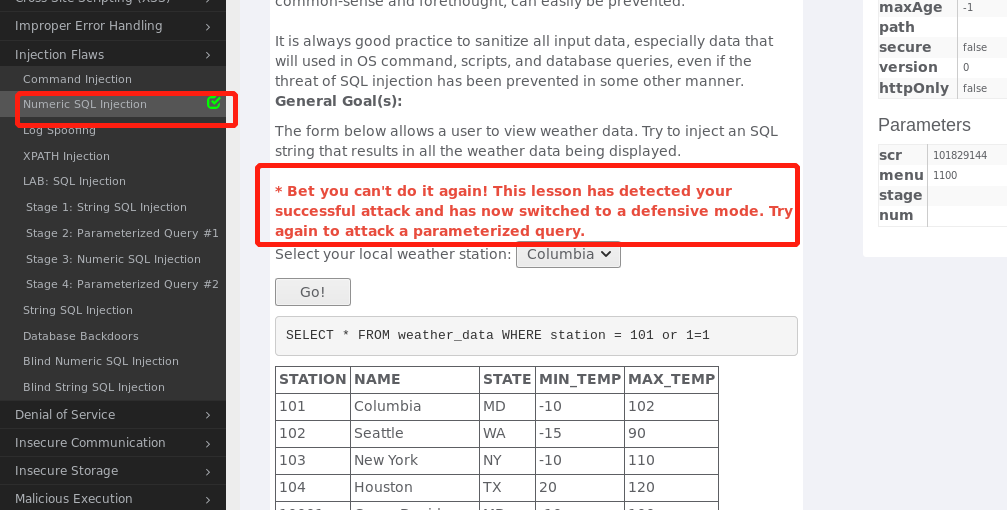 Improper Error Handling
Injection Flaws
Command Injection
Numeric SQL Injection
Log Spoofing
XPATH Injection
LAB: SQL Injection
Stage 1: String SQL Injection
Stage 2: Parameterized Query #1
Stage 3: Numeric SQL Injection
Stage 4: Parameterized Query #2
String SQL Injection
Database Backdoors
Blind Numeric SQL Injection
Blind String SQL Injection
Denial of Service
Insecure Communication
Insecure Storage
Malicious Execution
common-sense and forethought, can easily be prevented.
It is always good practice to sanitize all input data, especially data that
will used in OS command, scripts, and database queries, even if the
threat of SQL injection has been prevented in some other manner.
General Goal(s):
The form below allows a user to view weather data. Try to inject an SQL
string that results in all the weather data being displayed.
* Bet you can't do it again! This lesson has detected your
successful attack and has now switched to a defensive mode. Try
again to attack a parameterized query.
Select your local weather station: Columbia
Go!
SELECT * FROM weather_data WHERE station = 101 or 1=1
STATION NAME STATE MIN_TEMP MAX_TEMP
101 Columbia MD -10 102
102 Seattle WA -15 90
103 New York NY -10 110
104 Houston TX 20 120
maxAge -1
path
secure false
version 0
httpOnly false
Parameters
scr 101829144
menu 1100
stage
num